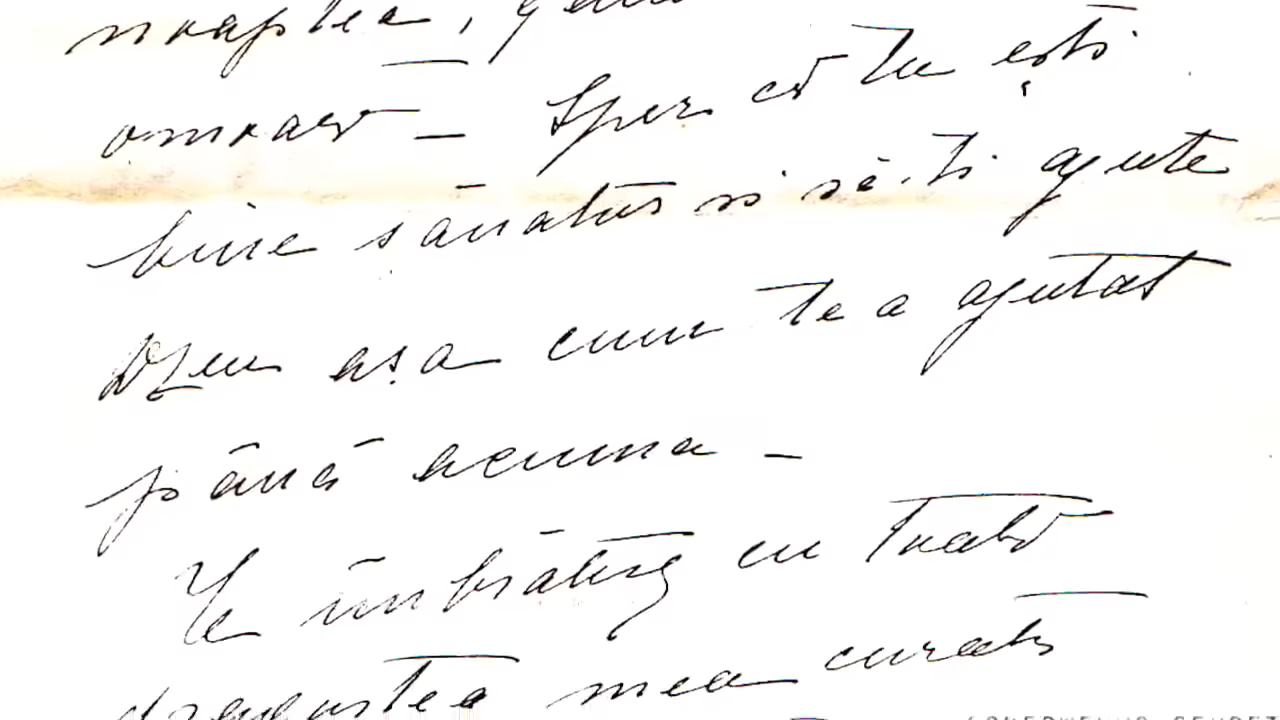 noaptea,
omoară – Sper că tu ești
bine sănătos și să-ți ajute
Dzeu așa cum te a ajutat
până acuma –
Te îmbrățișez cu toată
dragostea mea curată